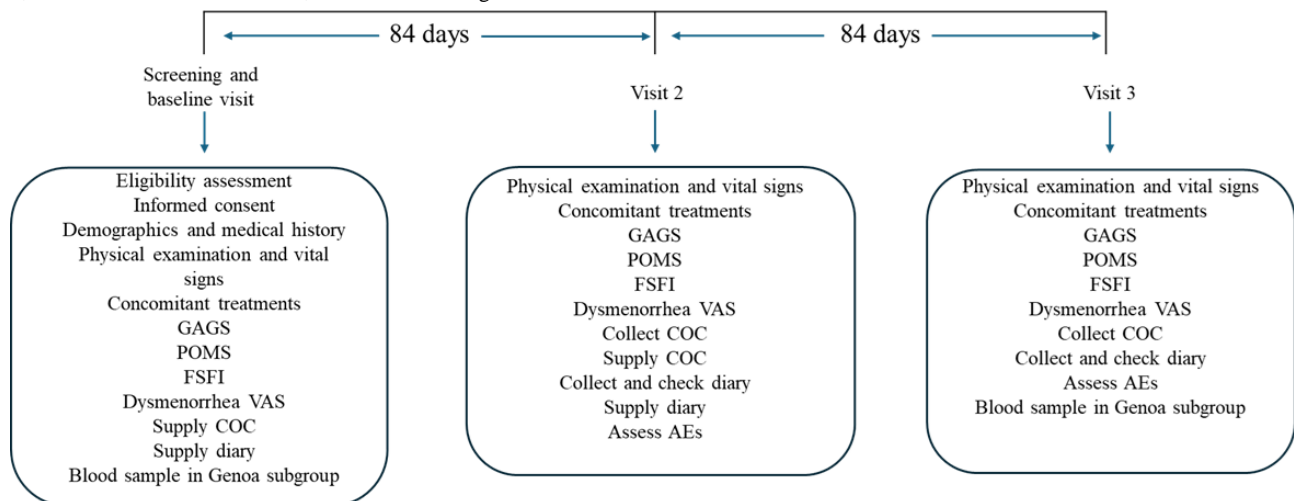 84 days
84 days
Screening and
baseline visit
Visit 2
Visit 3
Eligibility assessment
Informed consent
Demographics and medical history
Physical examination and vital
signs
Concomitant treatments
GAGS
POMS
FSFI
Dysmenorrhea VAS
Supply COC
Supply diary
Blood sample in Genoa subgroup
Physical examination and vital signs
Concomitant treatments
GAGS
POMS
FSFI
Dysmenorrhea VAS
Collect COC
Supply COC
Collect and check diary
Supply diary
Assess AEs
Physical examination and vital signs
Concomitant treatments
GAGS
POMS
FSFI
Dysmenorrhea VAS
Collect COC
Collect and check diary
Assess AEs
Blood sample in Genoa subgroup